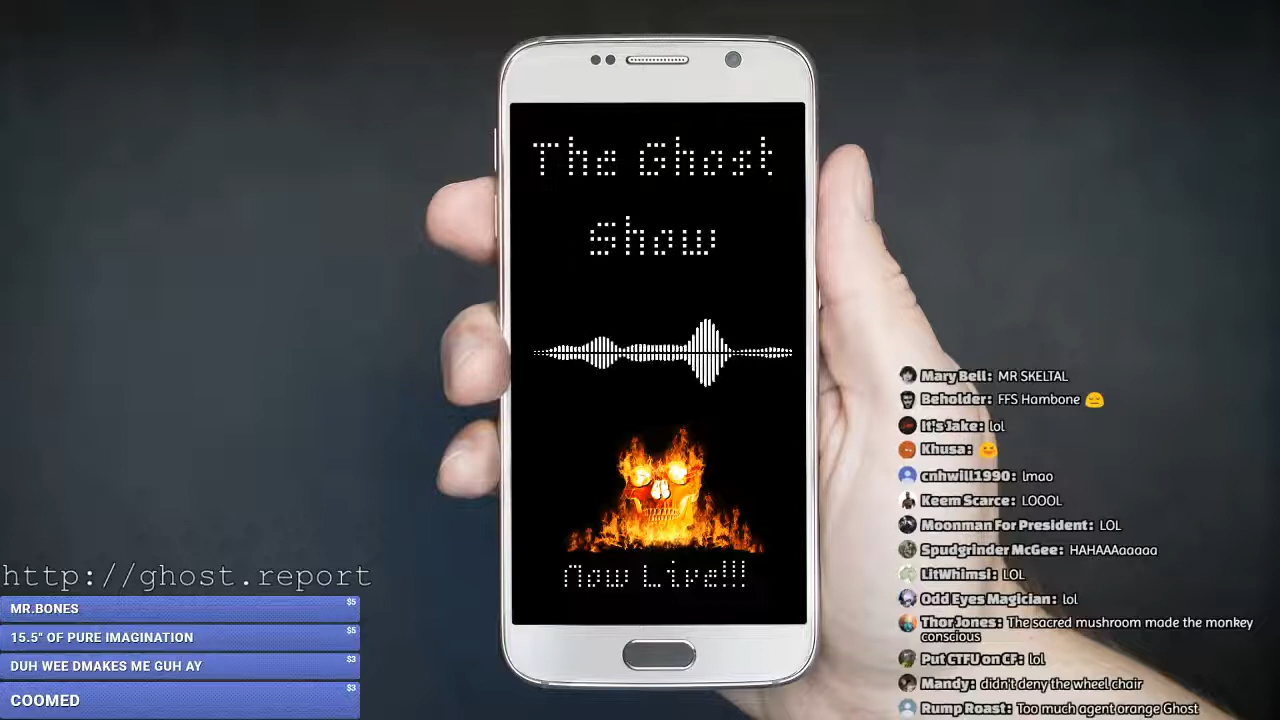 The Ghost
Show
Now Live!!!
http://ghost.report
MR.BONES $5
15.5" OF PURE IMAGINATION $5
DUH WEE DMAKES ME GUH AY $3
COOMED $3
Mary Bell: MR SKELTAL
Beholder: FFS Hambone 😔
It's Jake: lol
Khusa: 😆
cnhwill1990: lmao
Keem Scarce: LOOOL
Moonman For President: LOL
Spudgrinder McGee: HAHAAAaaaaa
LitWhimsI: LOL
Odd Eyes Magician: lol
Thor Jones: The sacred mushroom made the monkey
conscious
Put CTFU on CF: lol
Mandy: didn't deny the wheel chair
Rump Roast: Too much agent orange Ghost